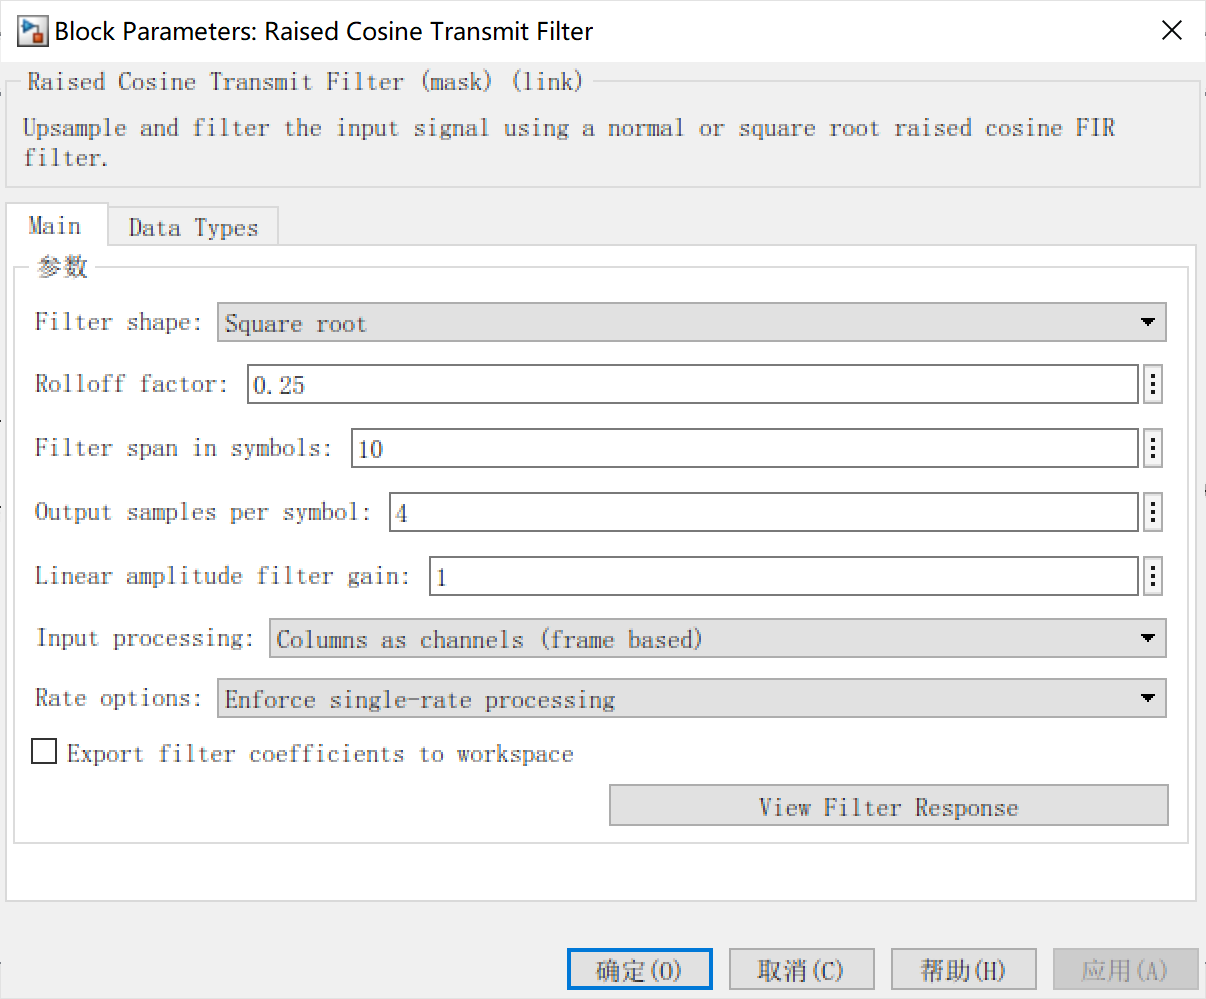 Block Parameters: Raised Cosine Transmit Filter
Raised Cosine Transmit Filter (mask) (link)
Upsample and filter the input signal using a normal or square root raised cosine FIR
filter.
Main
Data Types
参数
Filter shape: Square root
Rolloff factor: 0.25
Filter span in symbols: 10
Output samples per symbol: 4
Linear amplitude filter gain: 1
Input processing: Columns as channels (frame based)
Rate options: Enforce single-rate processing
Export filter coefficients to workspace
View Filter Response
确定(O)
取消(C)
帮助(H)
应用(A)